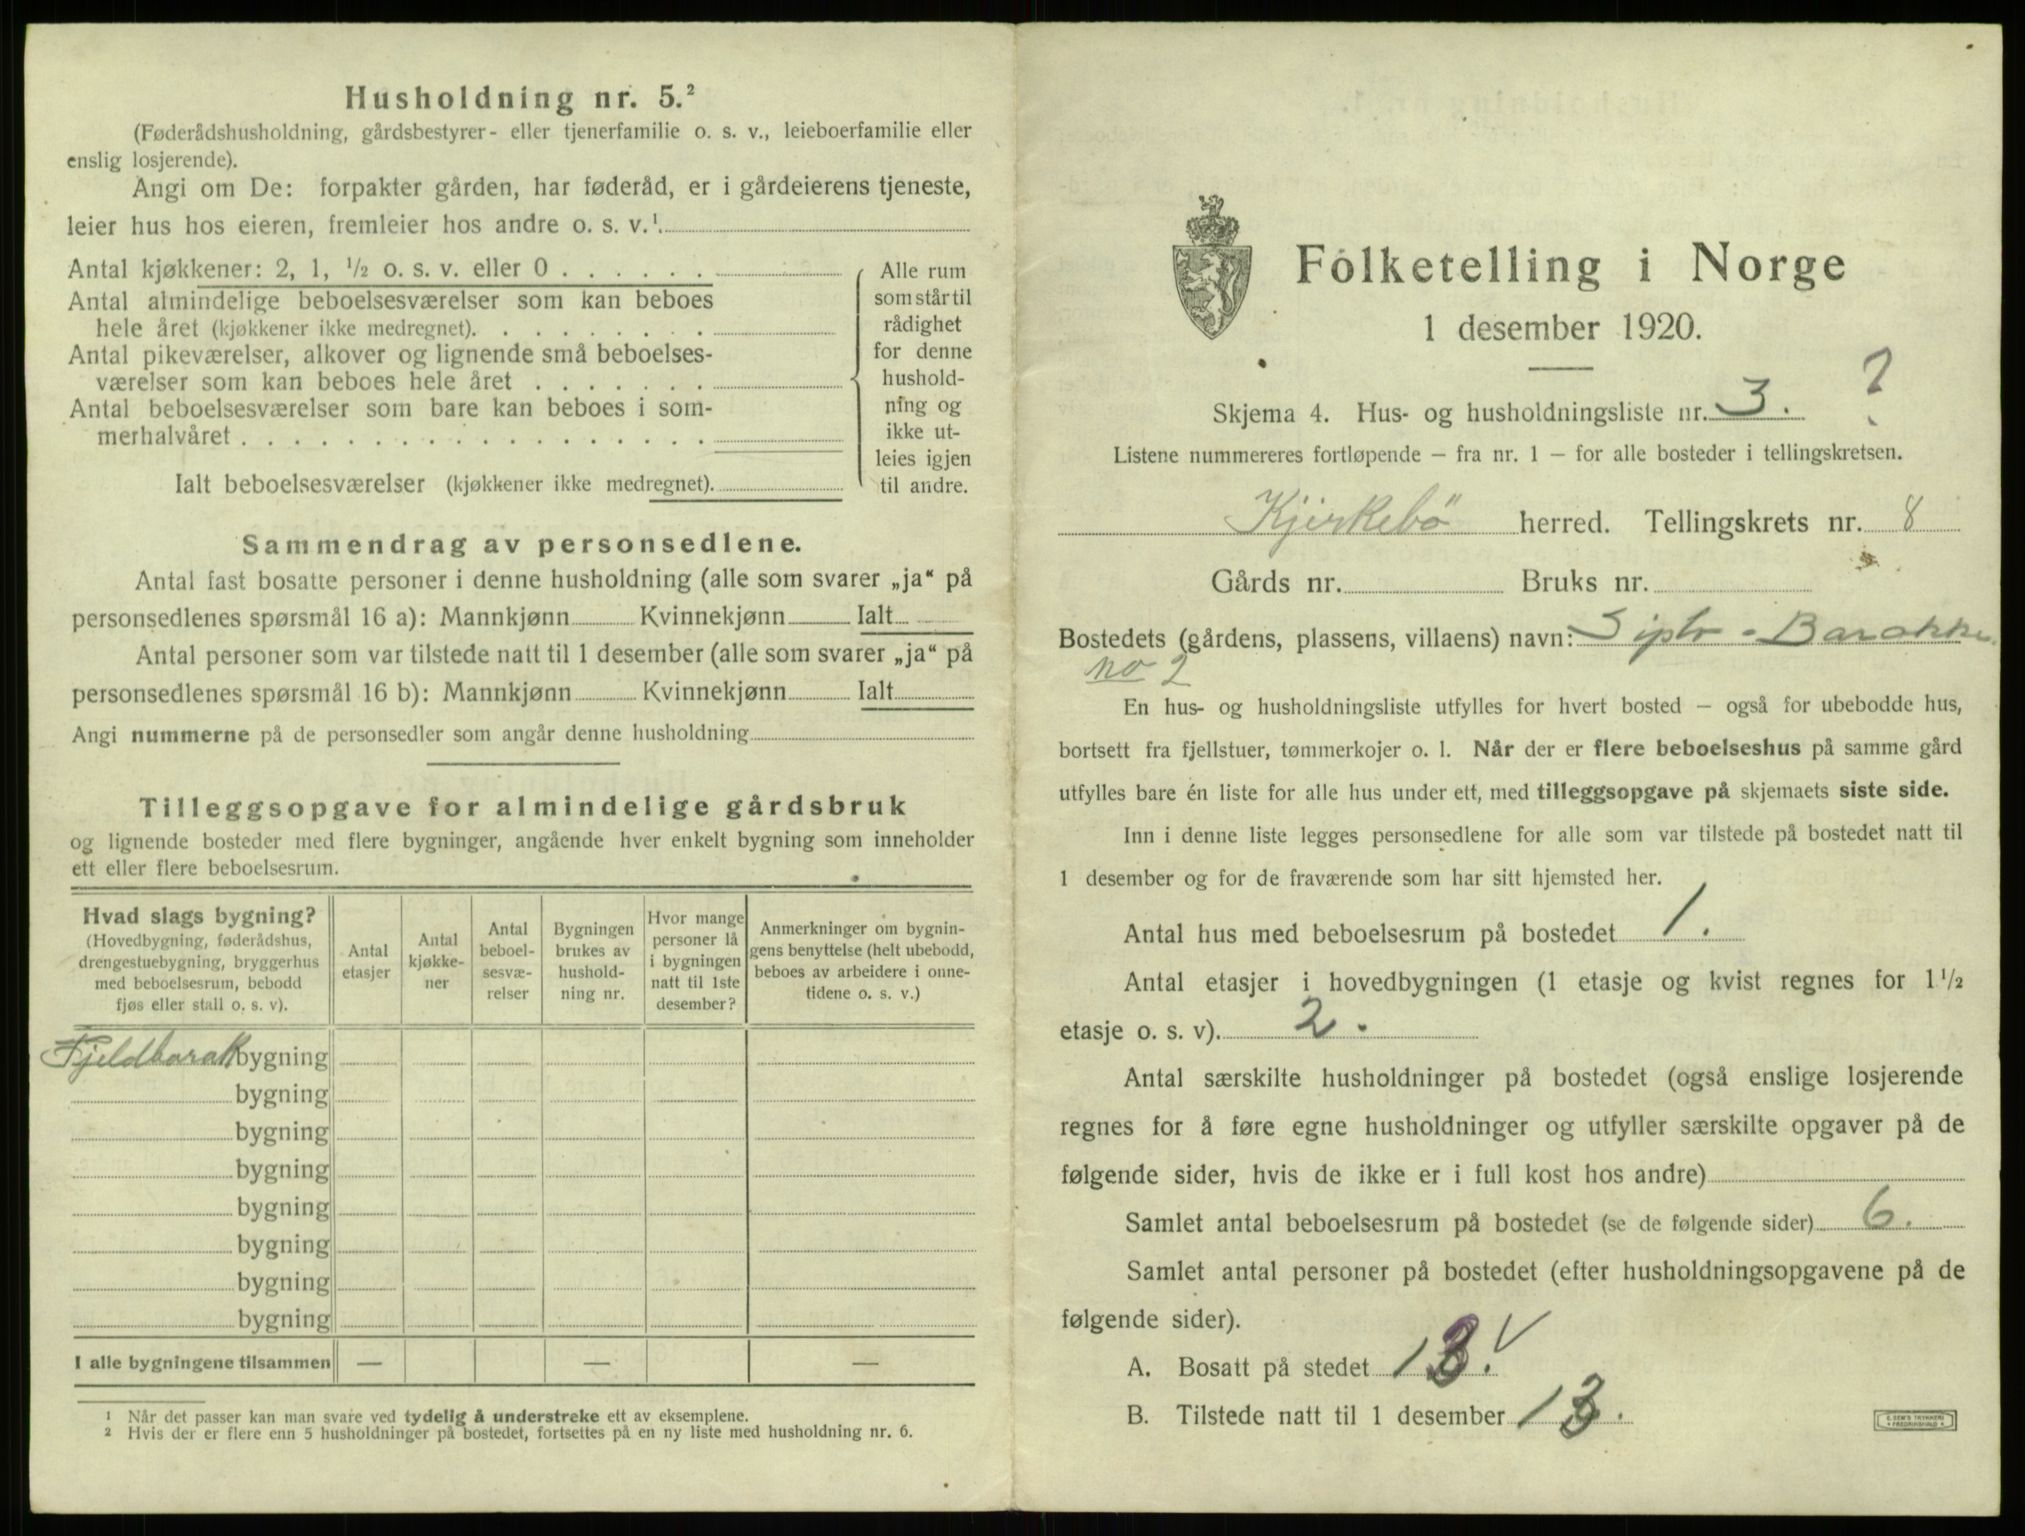 Husholdning nr. 5.²
(Føderådshusholdning, gårdsbestyrer- eller tjenerfamilie o. s. v., leieboerfamilie eller
enslig losjerende).
Angi om De: forpakter gården, har føderåd, er i gårdeierens tjeneste,
leier hus hos eieren, fremleier hos andre o. s. v.¹
Antal kjøkkener: 2, 1, ½ o. s. v. eller 0 . . . . . .
Antal almindelige beboelsesværelser som kan beboes
hele året (kjøkkener ikke medregnet). . . . . . . . .
Antal pikeværelser, alkover og lignende små beboelses-
værelser som kan beboes hele året . . . . . . .
Antal beboelsesværelser som bare kan beboes i som-
merhalvåret . . . . . . . . . . . . . . . . . .
Ialt beboelsesværelser (kjøkkener ikke medregnet).
Alle rum
som står til
rådighet
for denne
hushold-
ning og
ikke ut-
leies igjen
til andre.
Sammendrag av personsedlene.
Antal fast bosatte personer i denne husholdning (alle som svarer „ja“ på
personsedlenes spørsmål 16 a): Mannkjønn Kvinnekjønn Ialt
Antal personer som var tilstede natt til 1 desember (alle som svarer „ja“ på
personsedlenes spørsmål 16 b): Mannkjønn Kvinnekjønn Ialt
Angi nummerne på de personsedler som angår denne husholdning
Tilleggsopgave for almindelige gårdsbruk
og lignende bosteder med flere bygninger, angående hver enkelt bygning som inneholder
ett eller flere beboelsesrum.
Hvad slags bygning?
(Hovedbygning, føderådshus,
drengestuebygning, bryggerhus
med beboelsesrum, bebodd
fjøs eller stall o. s. v).
Antal
etasjer
Antal
kjøkke-
ner
Antal
beboel-
sesvæ-
relser
Bygningen
brukes av
hushold-
ning nr.
Hvor mange
personer lå
i bygningen
natt til 1ste
desember?
Anmerkninger om bygnin-
gens benyttelse (helt ubebodd,
beboes av arbeidere i onne-
tidene o. s. v.)
Fjeldbarak bygning
bygning
bygning
bygning
bygning
bygning
bygning
bygning
I alle bygningene tilsammen — — —
¹ Når det passer kan man svare ved tydelig å understreke ett av eksemplene.
² Hvis der er flere enn 5 husholdninger på bostedet, fortsettes på en ny liste med husholdning nr. 6.
Folketelling i Norge
1 desember 1920.
Skjema 4. Hus- og husholdningsliste nr. 3. ?
Listene nummereres fortløpende – fra nr. 1 – for alle bosteder i tellingskretsen.
Kjirkebö herred. Tellingskrets nr. 8
Gårds nr. Bruks nr.
Bostedets (gårdens, plassens, villaens) navn: - Barakke
no 2
En hus- og husholdningsliste utfylles for hvert bosted – også for ubebodde hus,
bortsett fra fjellstuer, tømmerkojer o. l. Når der er flere beboelseshus på samme gård
utfylles bare én liste for alle hus under ett, med tilleggsopgave på skjemaets siste side.
Inn i denne liste legges personsedlene for alle som var tilstede på bostedet natt til
1 desember og for de fraværende som har sitt hjemsted her.
Antal hus med beboelsesrum på bostedet 1.
Antal etasjer i hovedbygningen (1 etasje og kvist regnes for 1½
etasje o. s. v). 2.
Antal særskilte husholdninger på bostedet (også enslige losjerende
regnes for å føre egne husholdninger og utfyller særskilte opgaver på de
følgende sider, hvis de ikke er i full kost hos andre)
Samlet antal beboelsesrum på bostedet (se de følgende sider) 6.
Samlet antal personer på bostedet (efter husholdningsopgavene på de
følgende sider).
A. Bosatt på stedet 13. √
B. Tilstede natt til 1 desember 13.